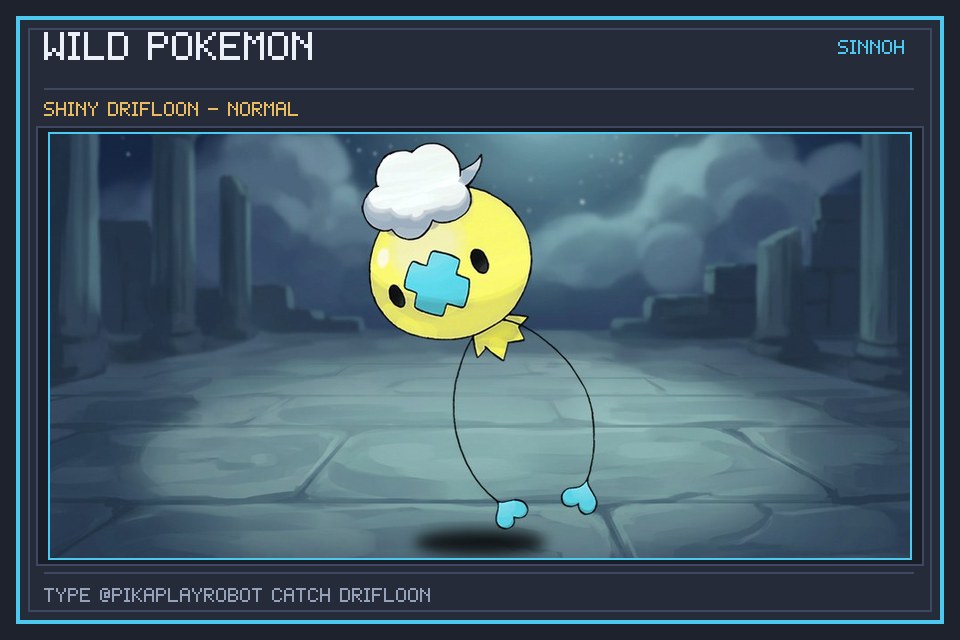 WILD POKEMON
SINNOH
SHINY DRIFLOON - NORMAL
TYPE @PIKAPLAYROBOT CATCH DRIFLOON